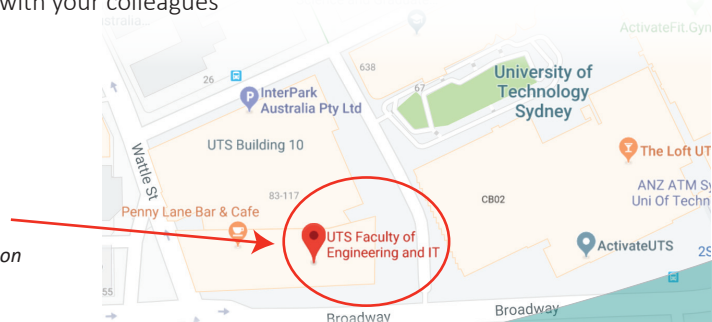 with your colleagues
ActivateFit.Gym
638
26
67
University of
Technology
Sydney
InterPark
Australia Pty Ltd
UTS Building 10
The Loft UT
Wattle St
83-117
CB02
ANZ ATM Sy
Uni Of Techn
Penny Lane Bar & Cafe
UTS Faculty of
Engineering and IT
ActivateUTS
on
55
Broadway
Broadway